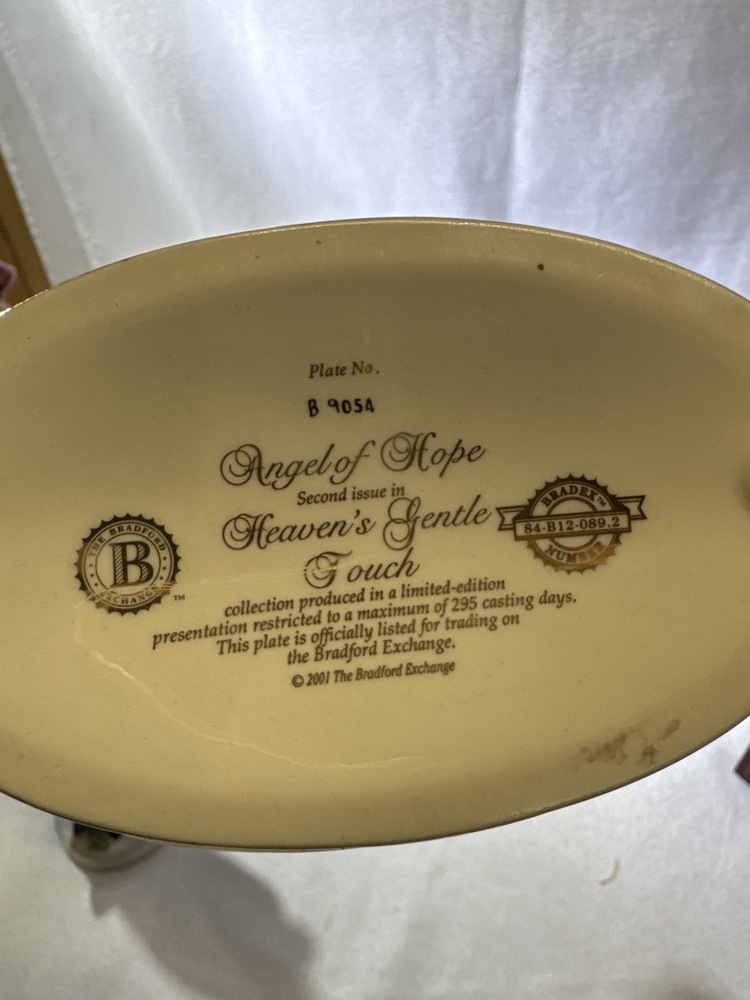 Plate No.
B 9054
Angel of Hope
Second issue in
Heaven's Gentle
Touch
collection produced in a limited-edition
presentation restricted to a maximum of 295 casting days.
This plate is officially listed for trading on
the Bradford Exchange.
© 2001 The Bradford Exchange
THE BRADFORD
B
EXCHANGE
™
BRADEX™
84-B12-089.2
NUMBER